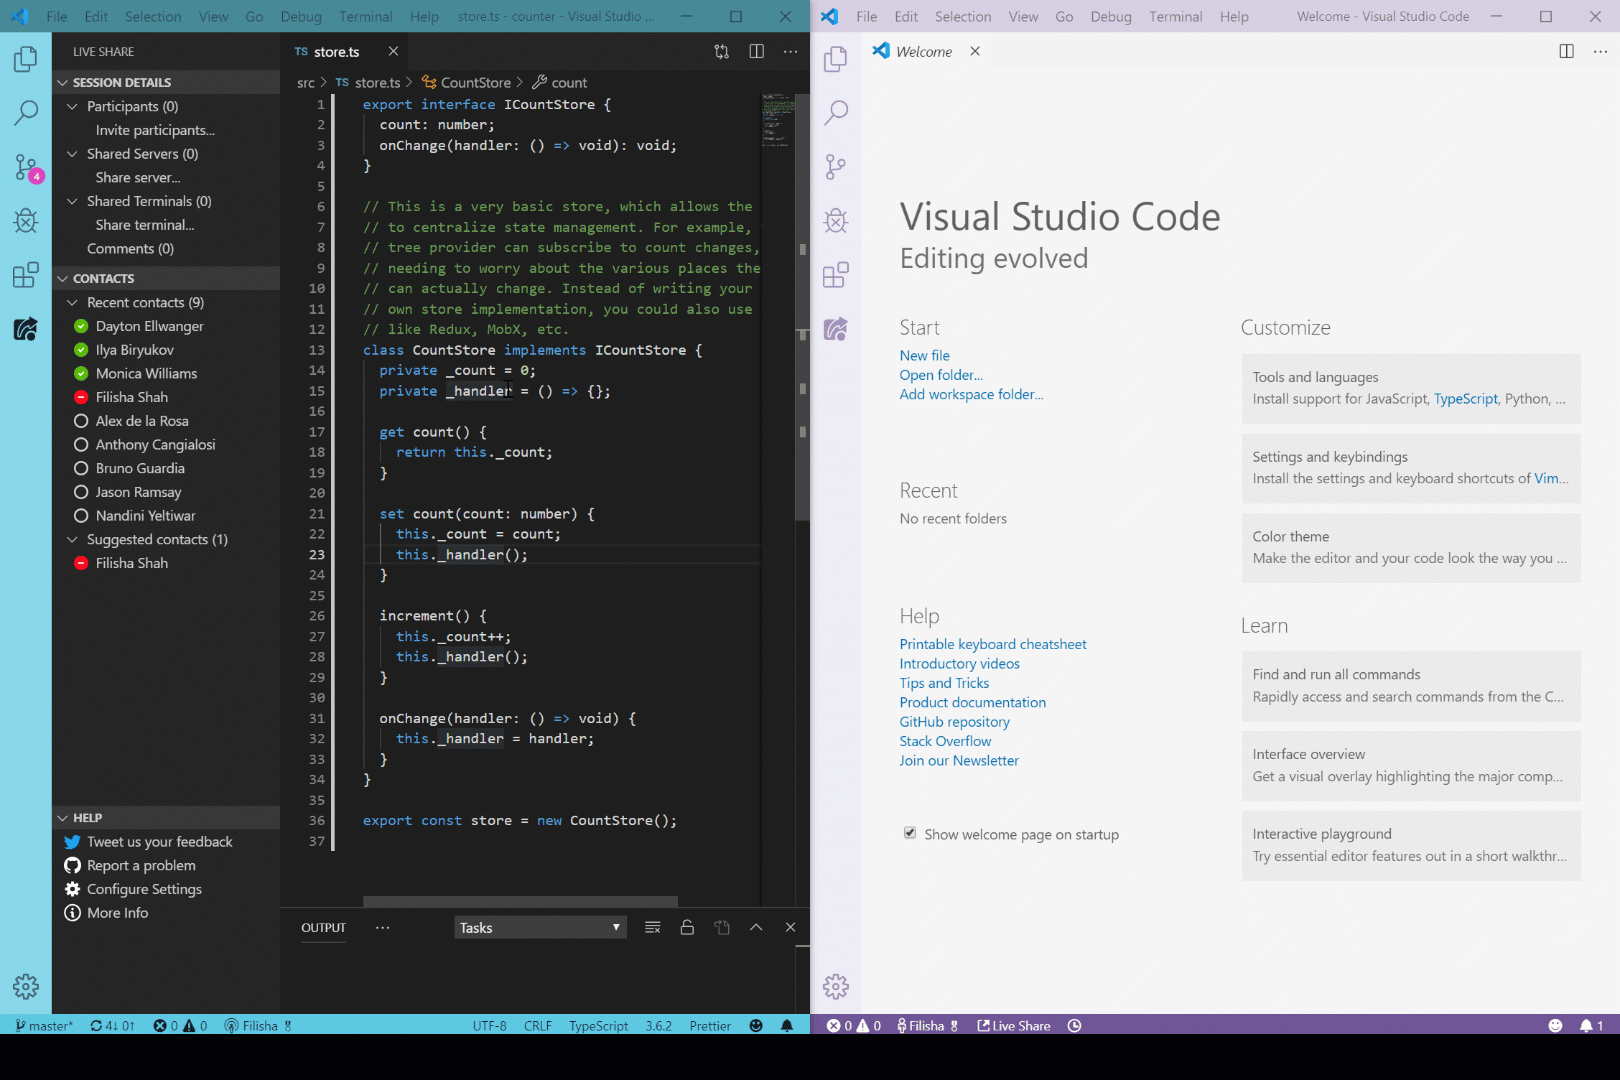 File Edit Selection View Go Debug Terminal Help store.ts - counter - Visual Studio ...
LIVE SHARE
SESSION DETAILS
Participants (0)
Invite participants...
Shared Servers (0)
Share server...
Shared Terminals (0)
Share terminal...
Comments (0)
CONTACTS
Recent contacts (9)
Dayton Ellwanger
Ilya Biryukov
Monica Williams
Filisha Shah
Alex de la Rosa
Anthony Cangialosi
Bruno Guardia
Jason Ramsay
Nandini Yeltiwar
Suggested contacts (1)
Filisha Shah
HELP
Tweet us your feedback
Report a problem
Configure Settings
More Info
4
TS store.ts
src > TS store.ts > CountStore > count
1 export interface ICountStore {
2 count: number;
3 onChange(handler: () => void): void;
4 }
5
6 // This is a very basic store, which allows the
7 // to centralize state management. For example,
8 // tree provider can subscribe to count changes,
9 // needing to worry about the various places the
10 // can actually change. Instead of writing your
11 // own store implementation, you could also use
12 // like Redux, MobX, etc.
13 class CountStore implements ICountStore {
14 private _count = 0;
15 private _handler = () => {};
16
17 get count() {
18 return this._count;
19 }
20
21 set count(count: number) {
22 this._count = count;
23 this._handler();
24 }
25
26 increment() {
27 this._count++;
28 this._handler();
29 }
30
31 onChange(handler: () => void) {
32 this._handler = handler;
33 }
34 }
35
36 export const store = new CountStore();
37
OUTPUT ... Tasks
master* 4↓ 0↑ 0 0 Filisha UTF-8 CRLF TypeScript 3.6.2 Prettier
File Edit Selection View Go Debug Terminal Help Welcome - Visual Studio Code
Welcome
Visual Studio Code
Editing evolved
Start
New file
Open folder...
Add workspace folder...
Recent
No recent folders
Help
Printable keyboard cheatsheet
Introductory videos
Tips and Tricks
Product documentation
GitHub repository
Stack Overflow
Join our Newsletter
Show welcome page on startup
Customize
Tools and languages
Install support for JavaScript, TypeScript, Python, ...
Settings and keybindings
Install the settings and keyboard shortcuts of Vim...
Color theme
Make the editor and your code look the way you ...
Learn
Find and run all commands
Rapidly access and search commands from the C...
Interface overview
Get a visual overlay highlighting the major comp...
Interactive playground
Try essential editor features out in a short walkthr...
0 0 Filisha Live Share 1